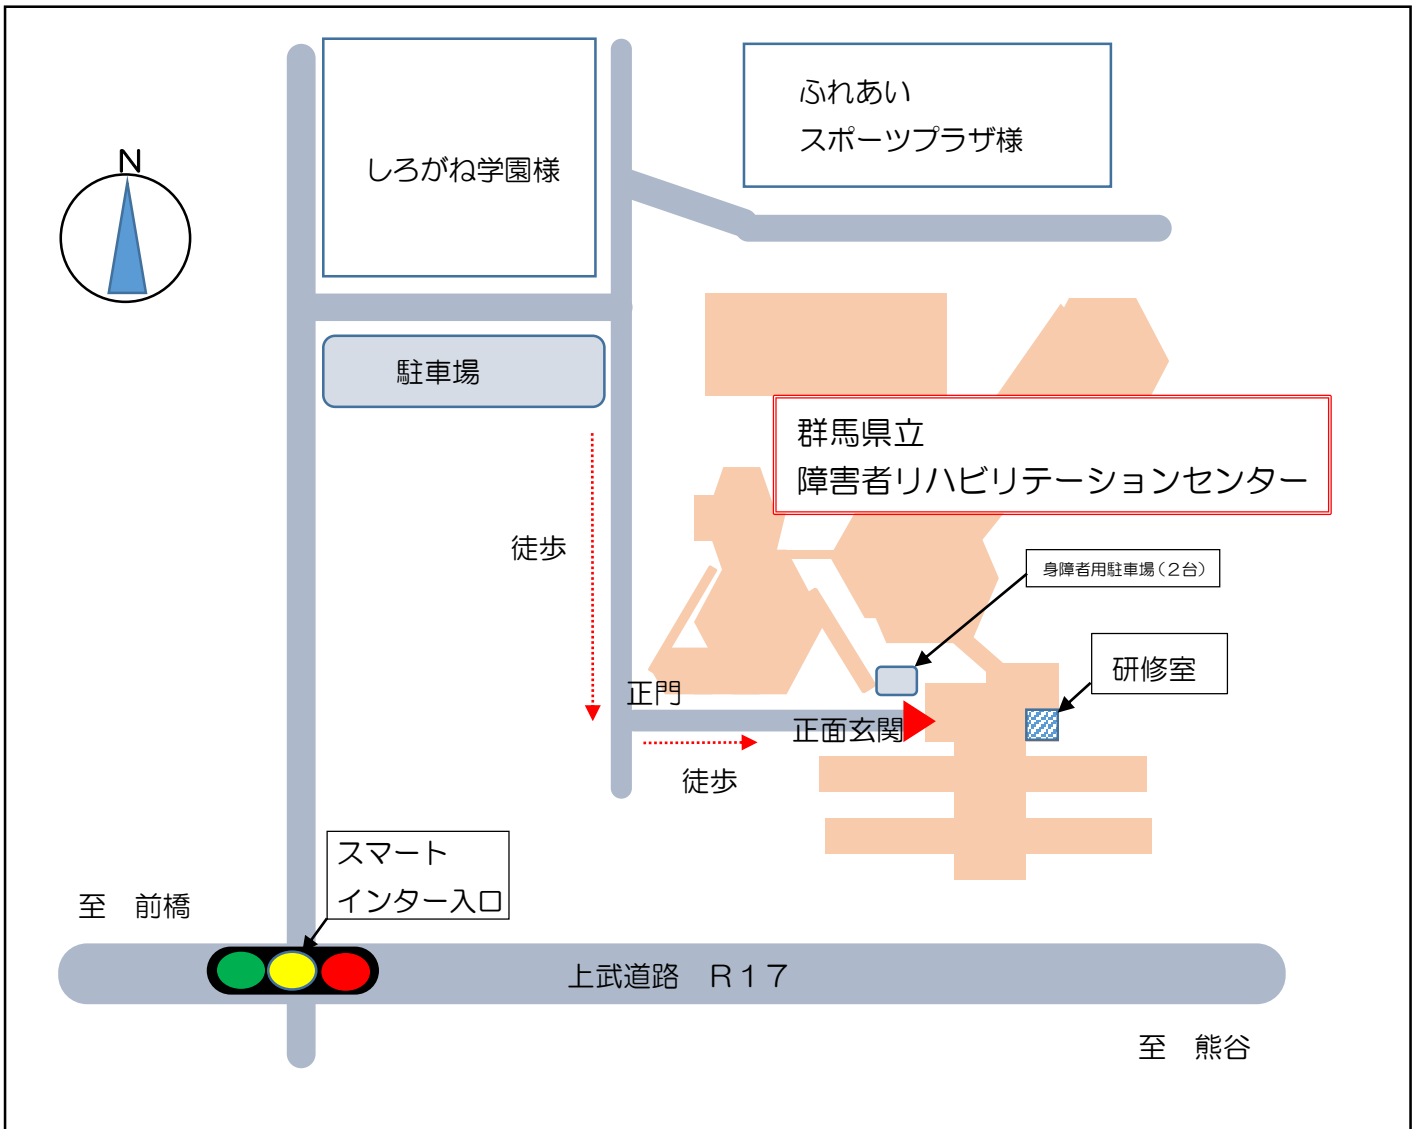 ふれあい
スポーツプラザ様
N
しろがね学園様
駐車場
群馬県立
障害者リハビリテーションセンター
徒歩
身障者用駐車場(2台)
研修室
正門
正面玄関
徒歩
スマート
インター入口
至 前橋
上武道路 R17
至 熊谷